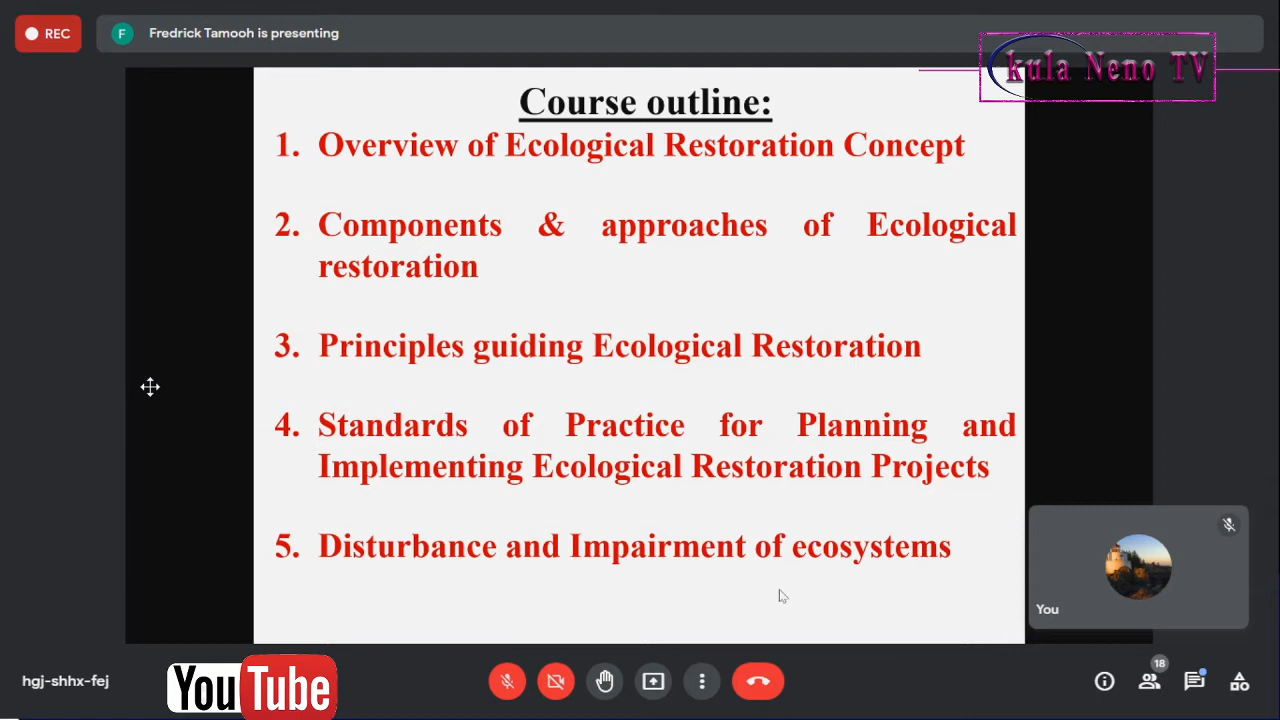 REC
F
Fredrick Tamooh is presenting
kula Neno TV
Course outline:
1. Overview of Ecological Restoration Concept
2. Components & approaches of Ecological
restoration
3. Principles guiding Ecological Restoration
4. Standards of Practice for Planning and
Implementing Ecological Restoration Projects
5. Disturbance and Impairment of ecosystems
You
hgj-shhx-fej
YouTube
18